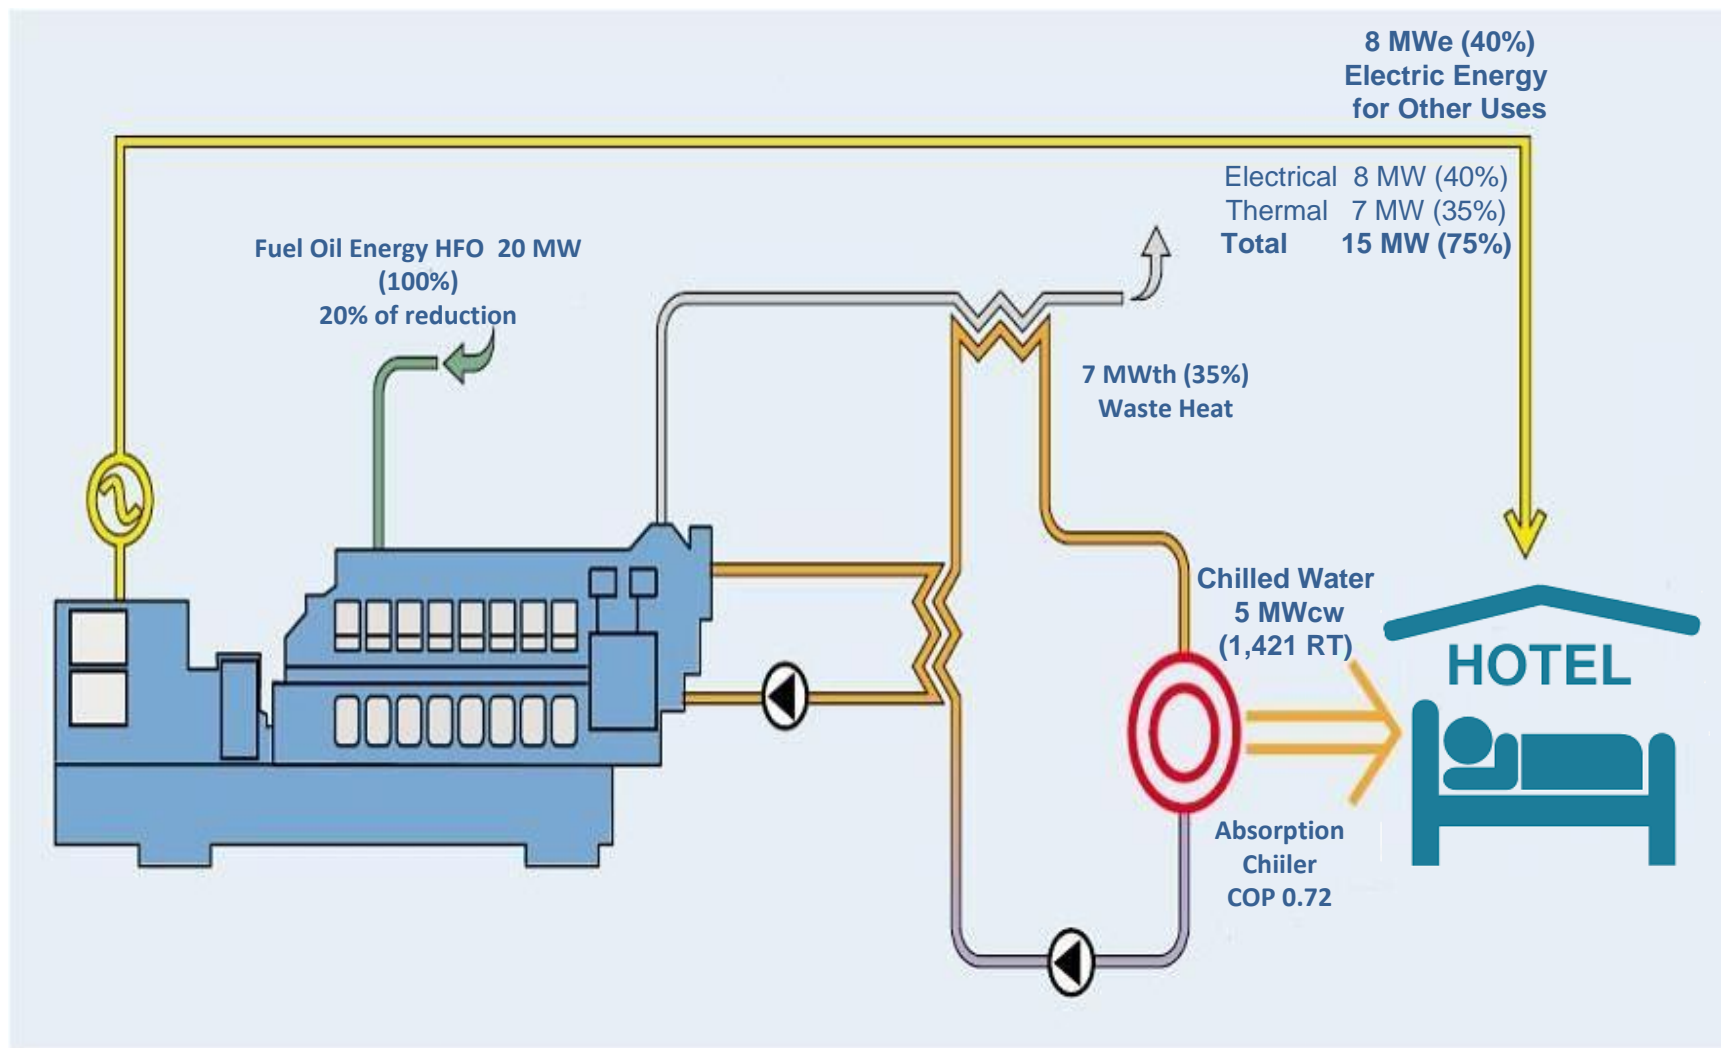 8 MWe (40%)
Electric Energy
for Other Uses
Electrical 8 MW (40%)
Thermal 7 MW (35%)
Total 15 MW (75%)
Fuel Oil Energy HFO 20 MW
(100%)
20% of reduction
7 MWth (35%)
Waste Heat
Chilled Water
5 MWcw
(1,421 RT)
HOTEL
Absorption
Chiiler
COP 0.72